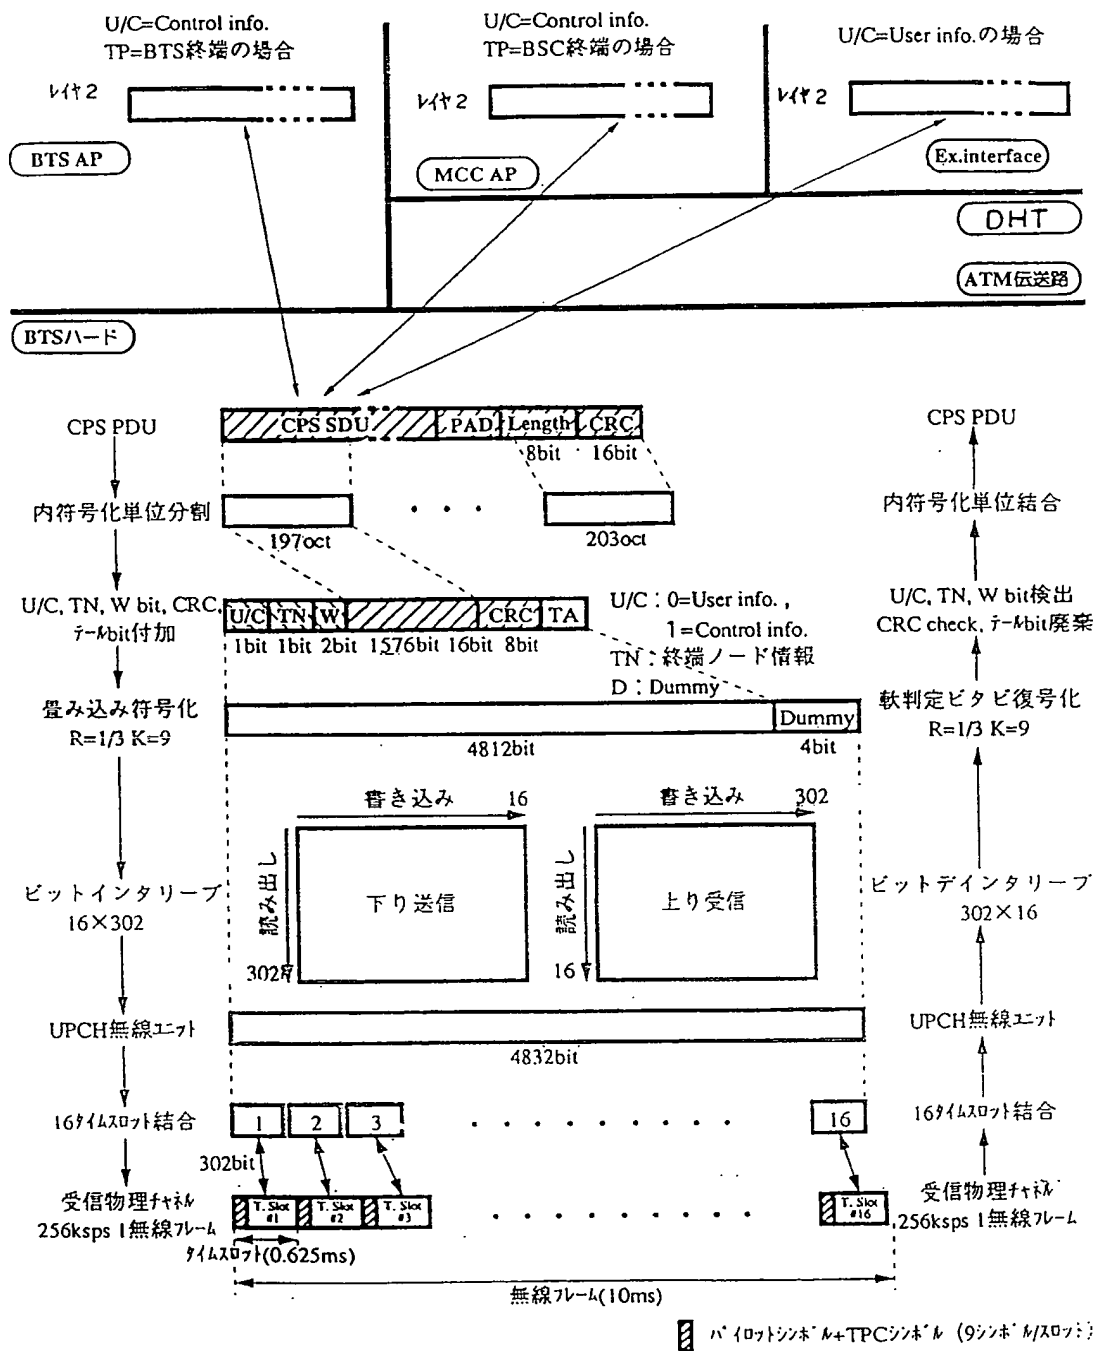 U/C=Control info.
TP=BTS終端の場合
U/C=Control info.
TP=BSC終端の場合
U/C=User info.の場合
レイヤ2
レイヤ2
レイヤ2
BTS AP
MCC AP
Ex.interface
DHT
ATM伝送路
BTSハード
CPS PDU
CPS SDU
PAD
Length
CRC
8bit
16bit
CPS PDU
内符号化単位分割
197oct
203oct
内符号化単位結合
U/C, TN, W bit, CRC,
テールbit付加
U/C
TN
W
CRC
TA
1bit
1bit
2bit
1576bit
16bit
8bit
U/C:0=User info.,
1=Control info.
TN:終端ノード情報
D:Dummy
U/C, TN, W bit検出
CRC check, テールbit廃棄
畳み込み符号化
R=1/3 K=9
Dummy
4812bit
4bit
軟判定ビタビ復号化
R=1/3 K=9
書き込み
16
書き込み
302
読み出し
下り送信
302
読み出し
上り受信
16
ビットインタリーブ
16×302
ビットデインタリーブ
302×16
UPCH無線ユニット
4832bit
UPCH無線ユニット
16タイムスロット結合
1
2
3
16
16タイムスロット結合
302bit
受信物理チャネル
256ksps 1無線フレーム
T. Slot
#1
T. Slot
#2
T. Slot
#3
T. Slot
#16
受信物理チャネル
256ksps 1無線フレーム
タイムスロット(0.625ms)
無線フレーム(10ms)
パイロットシンボル+TPCシンボル (9シンボル/スロット)